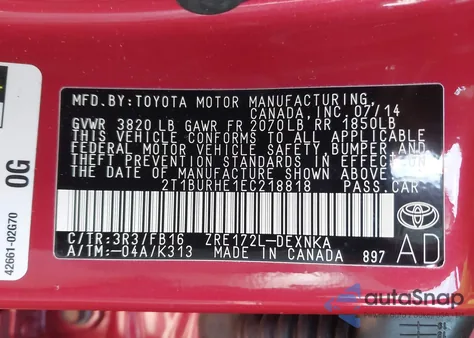 MFD.BY:TOYOTA MOTOR MANUFACTURING,
CANADA, INC. 07/14
GVWR 3820 LB GAWR FR 2070LB RR 1850LB
THIS VEHICLE CONFORMS TO ALL APPLICABLE
FEDERAL MOTOR VEHICLE SAFETY, BUMPER, AND
THEFT PREVENTION STANDARDS IN EFFECT ON
THE DATE OF MANUFACTURE SHOWN ABOVE.
2T1BURHE1EC218818 PASS.CAR
C/TR:3R3/FB16 ZRE172L-DEXNKA
A/TM:-04A/K313 MADE IN CANADA 897
TOYOTA
AD
42661-02G70
OG
autoSnap